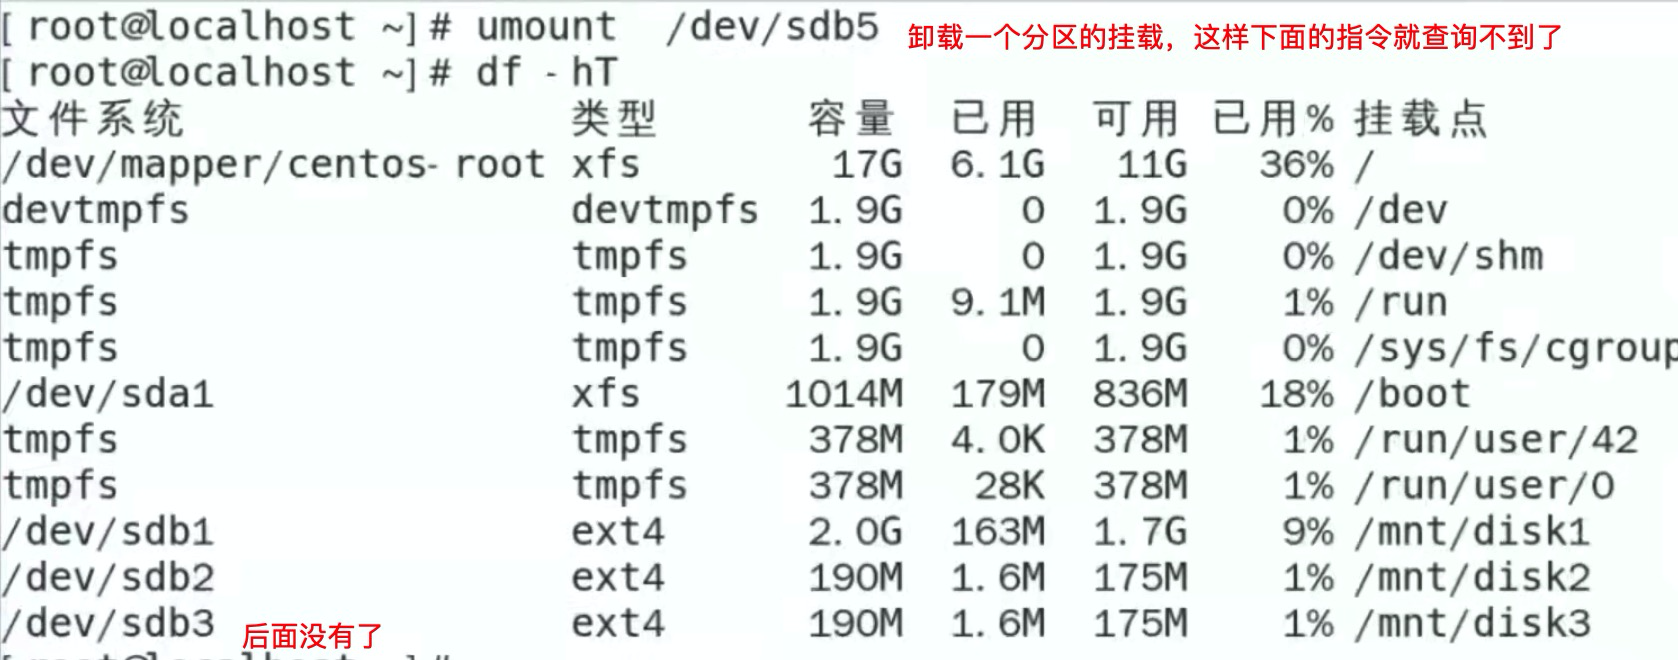 [root@localhost ~]# umount /dev/sdb5 卸载一个分区的挂载，这样下面的指令就查询不到了
[root@localhost ~]# df -hT
文件系统 类型 容量 已用 可用 已用% 挂载点
/dev/mapper/centos-root xfs 17G 6.1G 11G 36% /
devtmpfs devtmpfs 1.9G 0 1.9G 0% /dev
tmpfs tmpfs 1.9G 0 1.9G 0% /dev/shm
tmpfs tmpfs 1.9G 9.1M 1.9G 1% /run
tmpfs tmpfs 1.9G 0 1.9G 0% /sys/fs/cgroup
/dev/sda1 xfs 1014M 179M 836M 18% /boot
tmpfs tmpfs 378M 4.0K 378M 1% /run/user/42
tmpfs tmpfs 378M 28K 378M 1% /run/user/0
/dev/sdb1 ext4 2.0G 163M 1.7G 9% /mnt/disk1
/dev/sdb2 ext4 190M 1.6M 175M 1% /mnt/disk2
/dev/sdb3 后面没有了 ext4 190M 1.6M 175M 1% /mnt/disk3